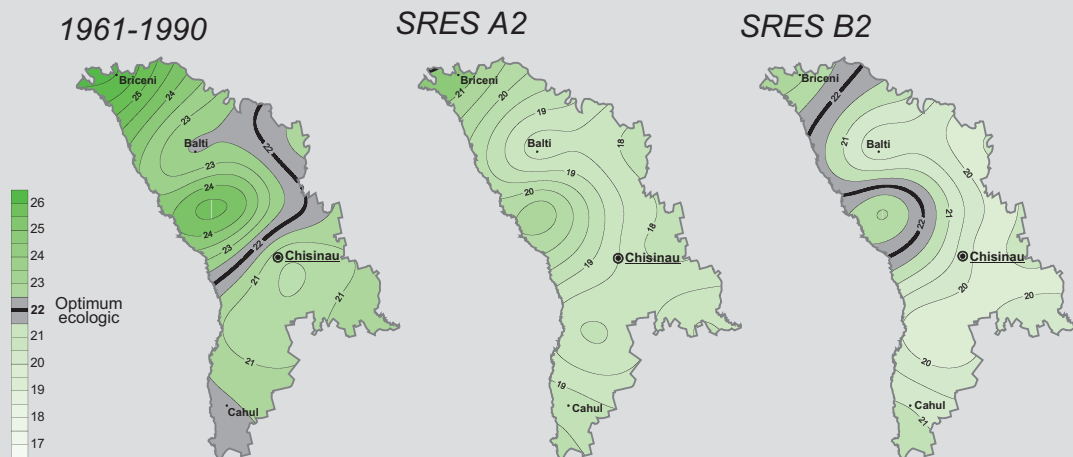 1961-1990
SRES A2
SRES B2
Briceni
25
24
23
Balti
22
23
24
24
23
22
Chisinau
21
21
21
Cahul
Briceni
21
20
19
18
Balti
19
20
18
Chisinau
19
19
Cahul
Briceni
22
21
Balti
20
21
22
Chisinau
20
20
20
Cahul
21
26
25
24
23
22
Optimum
ecologic
21
20
19
18
17